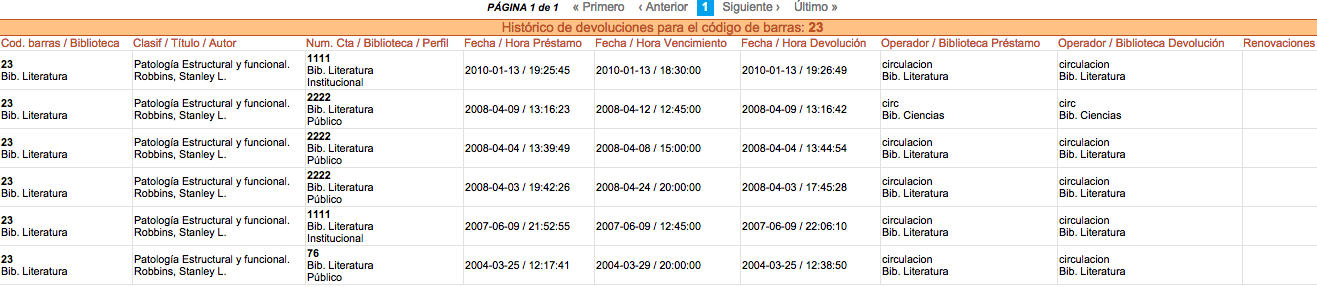 PÁGINA 1 de 1 « Primero ‹ Anterior 1 Siguiente › Último »
Histórico de devoluciones para el código de barras: 23
Cod. barras / Biblioteca Clasif / Título / Autor Num. Cta / Biblioteca / Perfil Fecha / Hora Préstamo Fecha / Hora Vencimiento Fecha / Hora Devolución Operador / Biblioteca Préstamo Operador / Biblioteca Devolución Renovaciones
1111
23 Patología Estructural y funcional. Bib. Literatura 2010-01-13 / 19:25:45 2010-01-13 / 18:30:00 2010-01-13 / 19:26:49 circulacion circulacion
Bib. Literatura Robbins, Stanley L. Institucional Bib. Literatura Bib. Literatura
2222
23 Patología Estructural y funcional. Bib. Literatura 2008-04-09 / 13:16:23 2008-04-12 / 12:45:00 2008-04-09 / 13:16:42 circ circ
Bib. Literatura Robbins, Stanley L. Público Bib. Ciencias Bib. Ciencias
2222
23 Patología Estructural y funcional. Bib. Literatura 2008-04-04 / 13:39:49 2008-04-08 / 15:00:00 2008-04-04 / 13:44:54 circulacion circulacion
Bib. Literatura Robbins, Stanley L. Público Bib. Literatura Bib. Literatura
2222
23 Patología Estructural y funcional. Bib. Literatura 2008-04-03 / 19:42:26 2008-04-24 / 20:00:00 2008-04-03 / 17:45:28 circulacion circulacion
Bib. Literatura Robbins, Stanley L. Público Bib. Literatura Bib. Literatura
1111
23 Patología Estructural y funcional. Bib. Literatura 2007-06-09 / 21:52:55 2007-06-09 / 12:45:00 2007-06-09 / 22:06:10 circulacion circulacion
Bib. Literatura Robbins, Stanley L. Institucional Bib. Literatura Bib. Literatura
76
23 Patología Estructural y funcional. Bib. Literatura 2004-03-25 / 12:17:41 2004-03-29 / 20:00:00 2004-03-25 / 12:38:50 circulacion circulacion
Bib. Literatura Robbins, Stanley L. Público Bib. Literatura Bib. Literatura